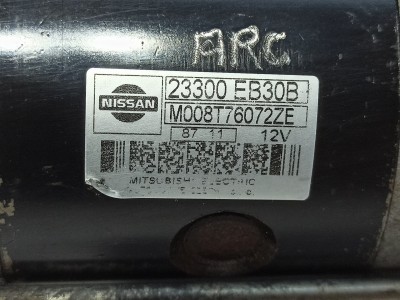 ARC
NISSAN
23300 EB30B
M008T76072ZE
87 11 12V
MITSUBISHI ELECTRIC